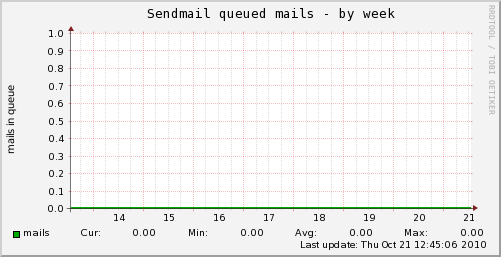 Sendmail queued mails - by week
RRDTOOL / TOBI OETIKER
mails in queue
1.0
0.9
0.8
0.7
0.6
0.5
0.4
0.3
0.2
0.1
0.0
14 15 16 17 18 19 20 21
mails Cur: 0.00 Min: 0.00 Avg: 0.00 Max: 0.00
Last update: Thu Oct 21 12:45:06 2010